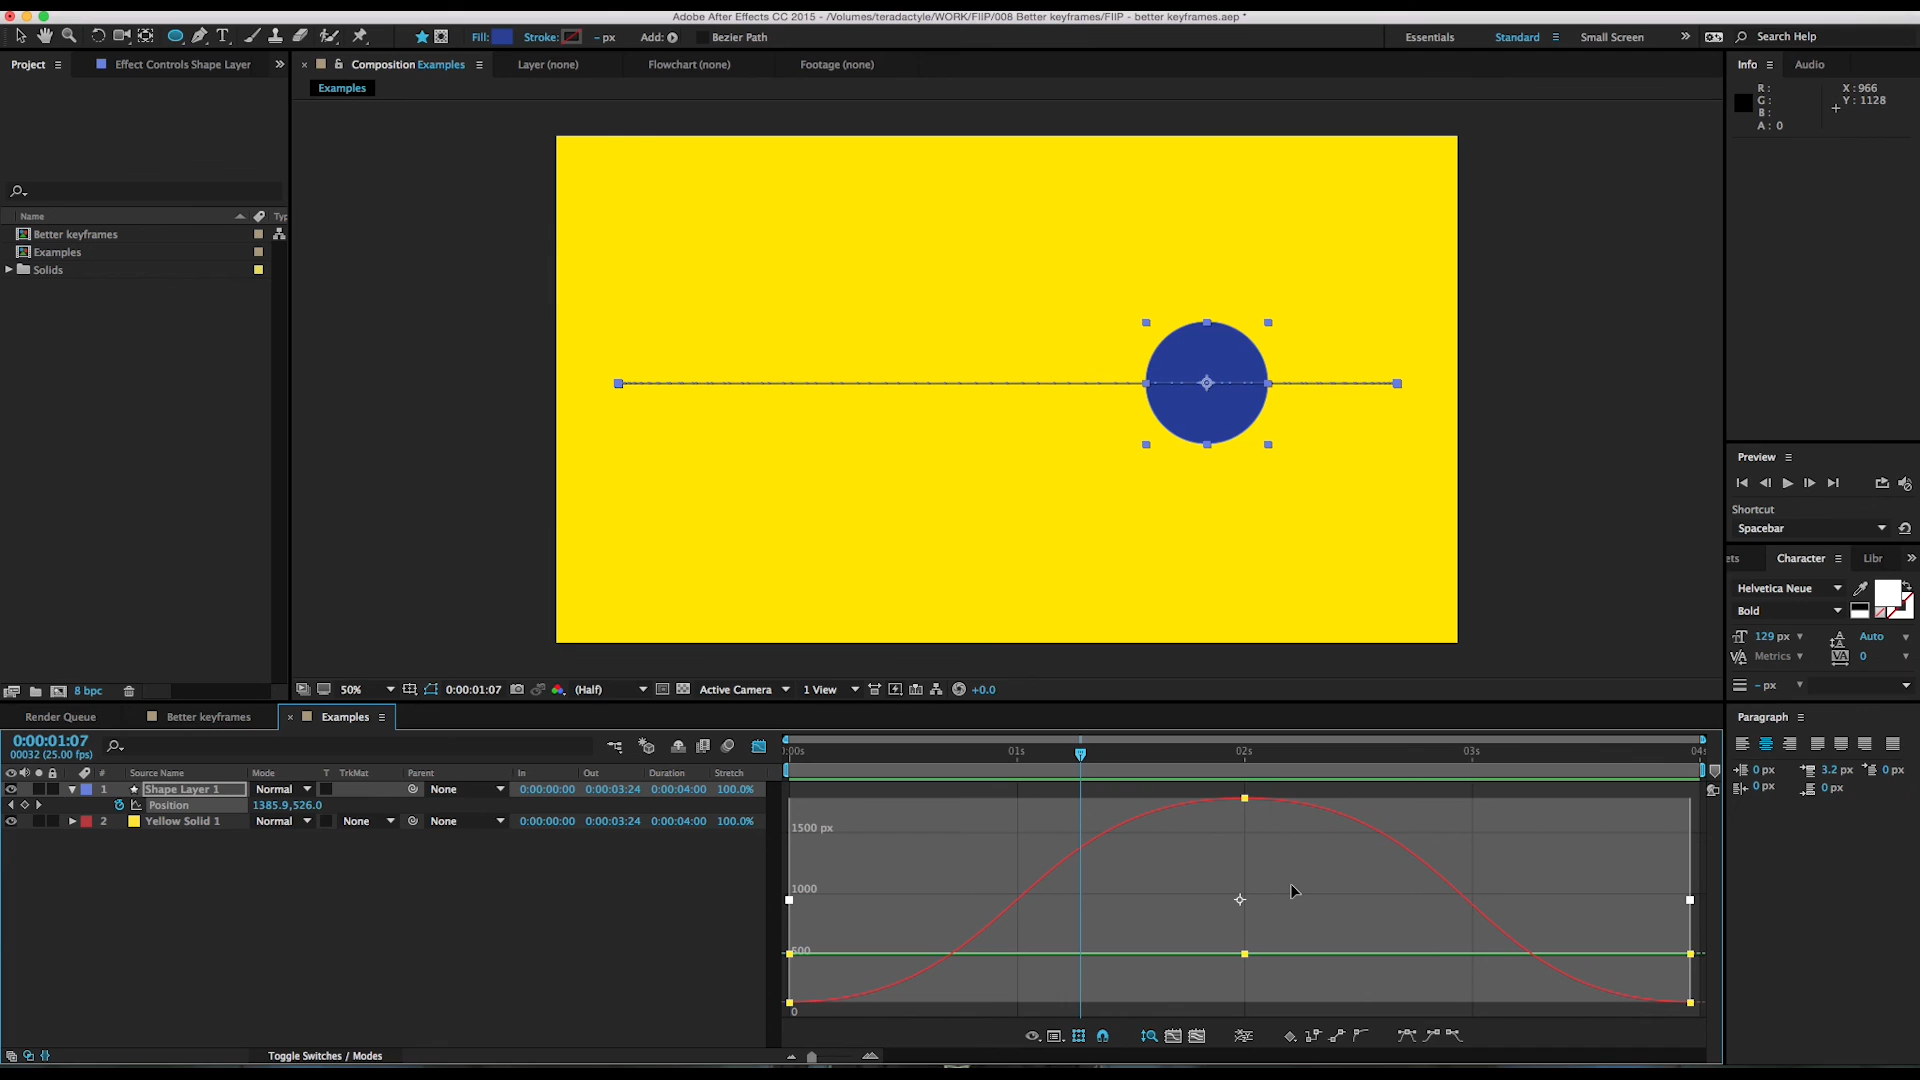 Adobe After Effects CC 2015 - /Volumes/teradactyle/WORK/FIIP/008 Better keyframes/FIIP - better keyframes.aep *
Fill: Stroke: - px Add: Bezier Path Essentials Standard Small Screen Search Help
Project Effect Controls Shape Layer Composition Examples Layer (none) Flowchart (none) Footage (none) Info Audio
Examples
R : X : 966
G : Y : 1128
B :
A : 0
Name Typ
Better keyframes
Examples
Solids
Preview
Shortcut
Spacebar
ets Character Libr
Helvetica Neue
Bold
129 px Auto
Metrics 0
- px
8 bpc 50% 0:00:01:07 (Half) Active Camera 1 View +0.0
Render Queue Better keyframes Examples Paragraph
0:00:01:07
00032 (25.00 fps)
:00s 01s 02s 03s 04s
# Source Name Mode T TrkMat Parent In Out Duration Stretch
1 Shape Layer 1 Normal None 0:00:00:00 0:00:03:24 0:00:04:00 100.0%
Position 1385.9,526.0
2 Yellow Solid 1 Normal None None 0:00:00:00 0:00:03:24 0:00:04:00 100.0%
0 px 3.2 px 0 px
0 px 0 px
1500 px
1000
500
0
Toggle Switches / Modes